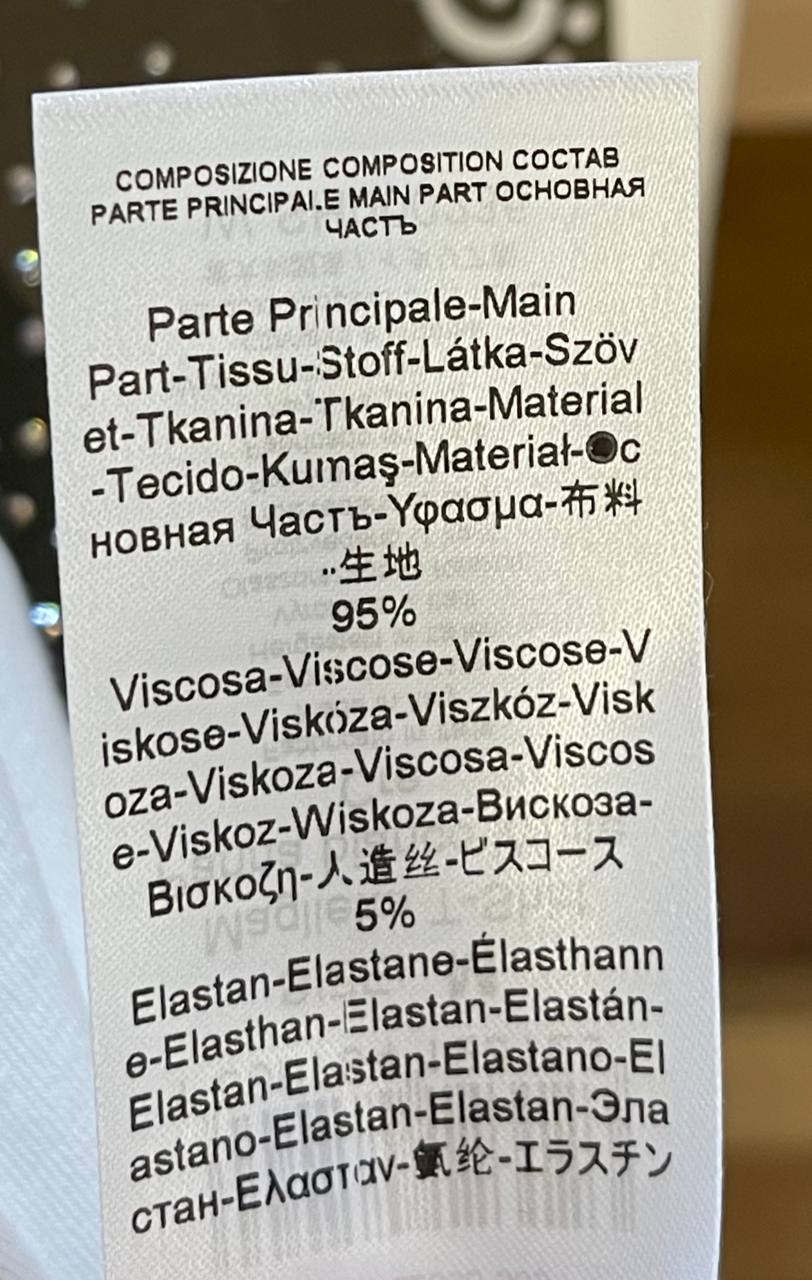 COMPOSIZIONE COMPOSITION СОСТАВ
PARTE PRINCIPALE MAIN PART ОСНОВНАЯ
ЧАСТЪ
Parte Principale-Main
Part-Tissu-Stoff-Látka-Szöv
et-Tkanina-Tkanina-Material
-Tecido-Kumaş-Materiał-Ос
новная Частъ-Υφασμα-布料
-生地
95%
Viscosa-Viscose-Viscose-V
iskose-Viskóza-Viszkóz-Visk
oza-Viskoza-Viscosa-Viscos
e-Viskoz-Wiskoza-Вискоза-
Βισκοζη-人造丝-ビスコース
5%
Elastan-Elastane-Élasthann
e-Elasthan-Elastan-Elastán-
Elastan-Elastan-Elastano-El
astano-Elastan-Elastan-Эла
стан-Ελασταν-氨纶-エラスチン